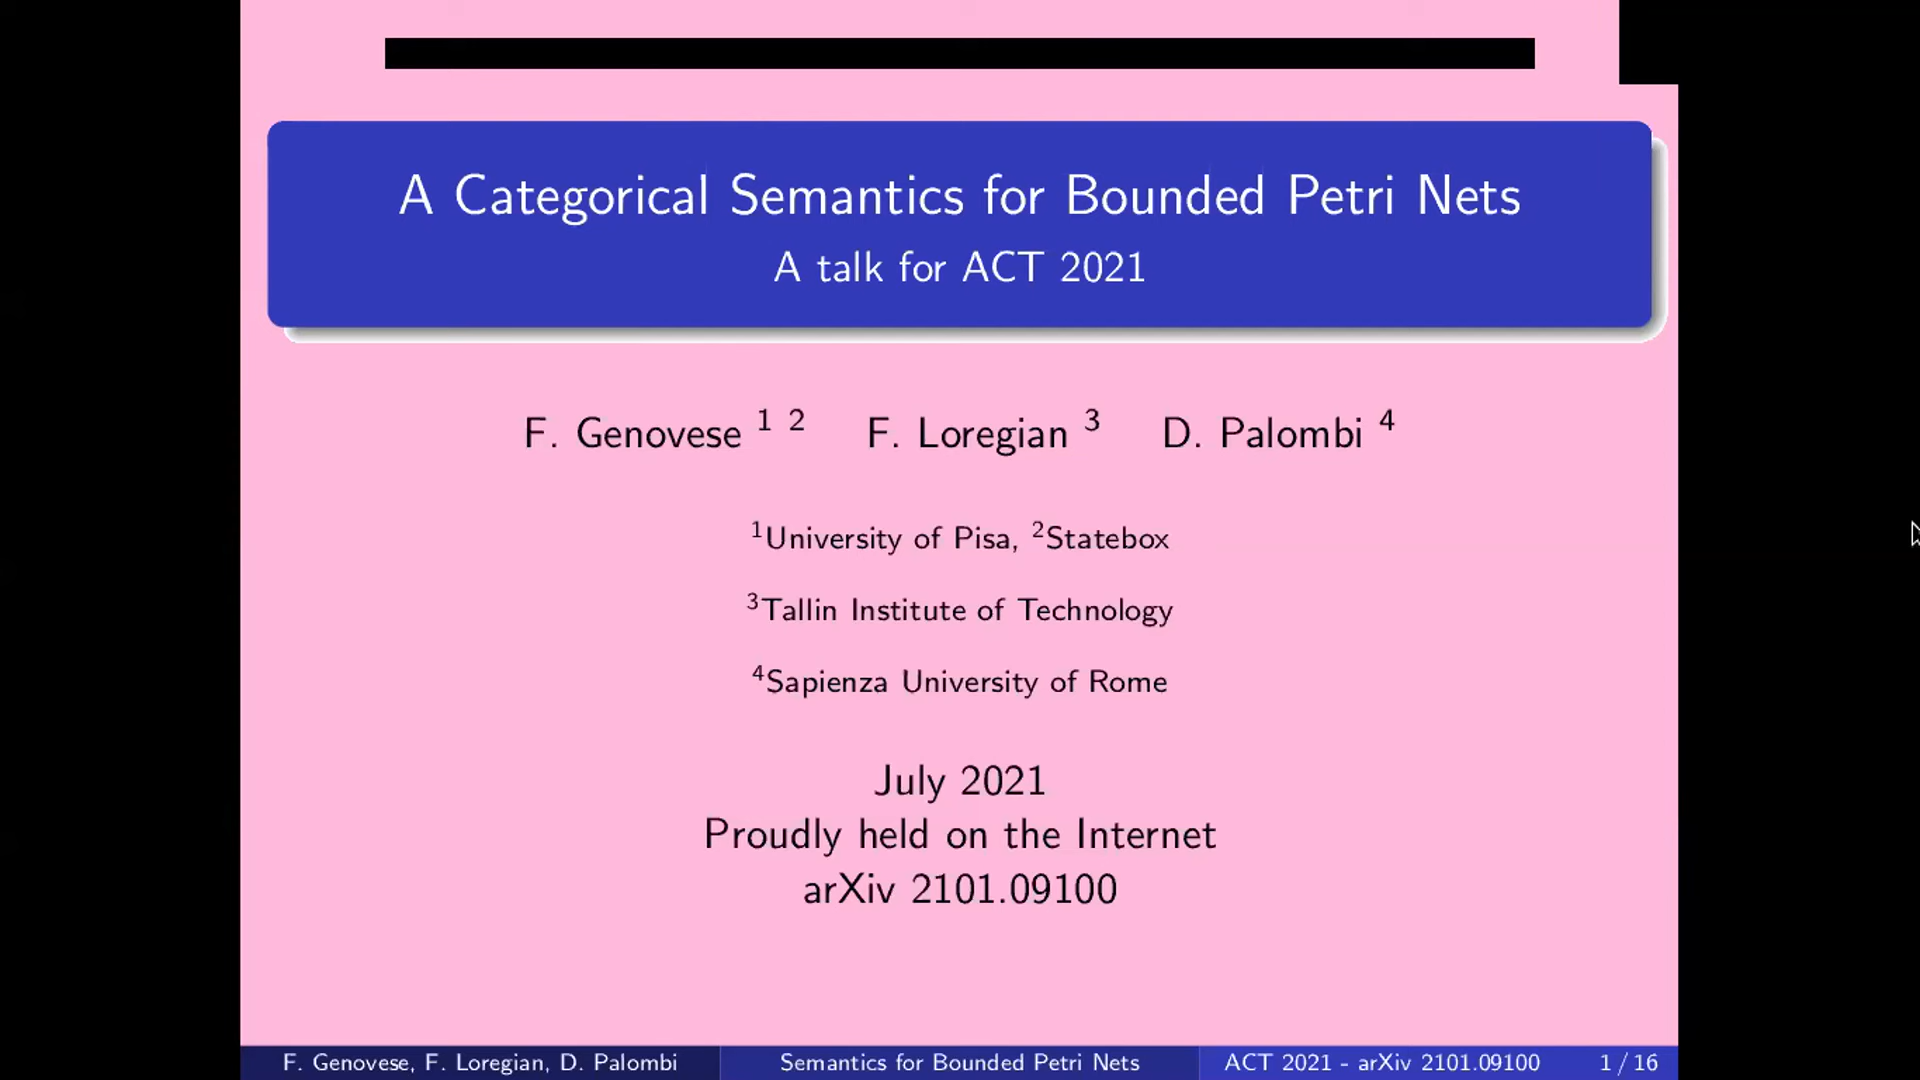 A Categorical Semantics for Bounded Petri Nets
A talk for ACT 2021
F. Genovese ¹ ² F. Loregian ³ D. Palombi ⁴
¹University of Pisa, ²Statebox
³Tallin Institute of Technology
⁴Sapienza University of Rome
July 2021
Proudly held on the Internet
arXiv 2101.09100
F. Genovese, F. Loregian, D. Palombi Semantics for Bounded Petri Nets ACT 2021 - arXiv 2101.09100 1 / 16